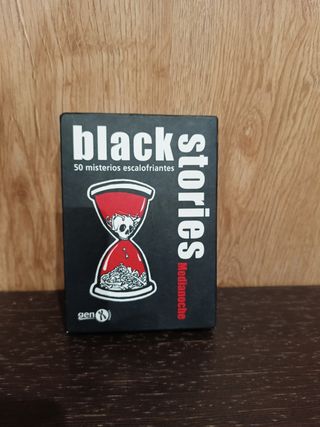 black
stories
50 misterios escalofriantes
Medianoche
gen